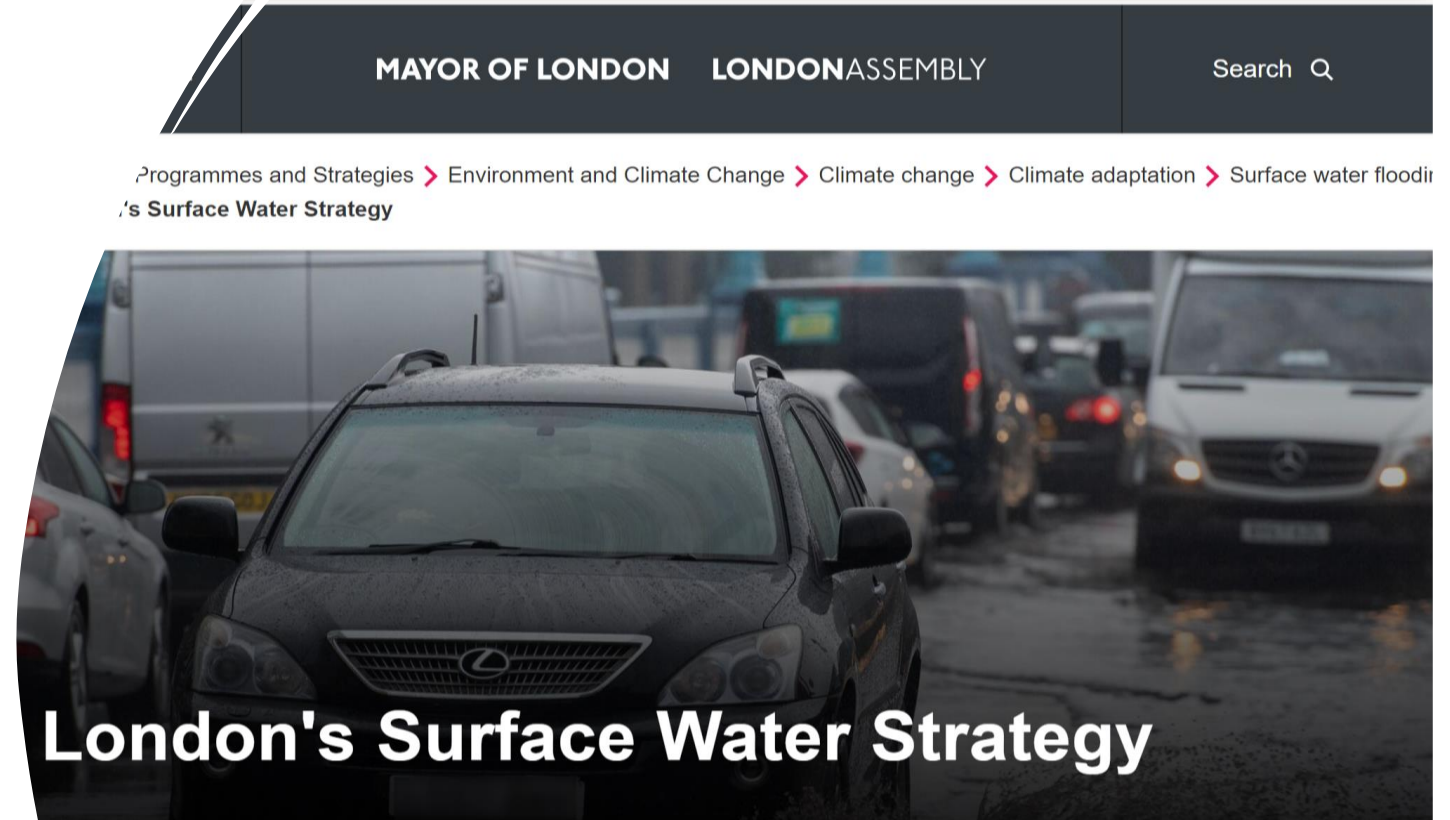 MAYOR OF LONDON LONDONASSEMBLY Search
Programmes and Strategies Environment and Climate Change Climate change Climate adaptation Surface water
's Surface Water Strategy
London's Surface Water Strategy